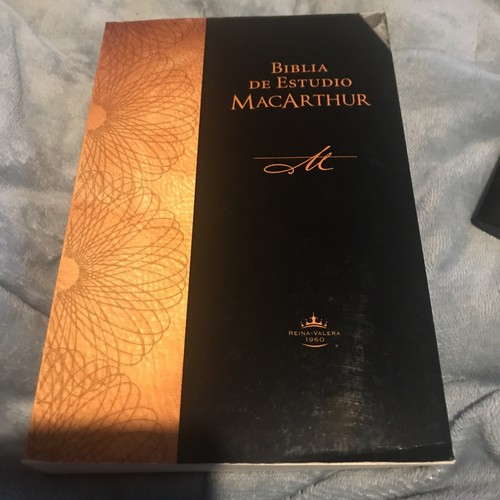 BIBLIA
DE ESTUDIO
MACARTHUR
M
REINA-VALERA
1960